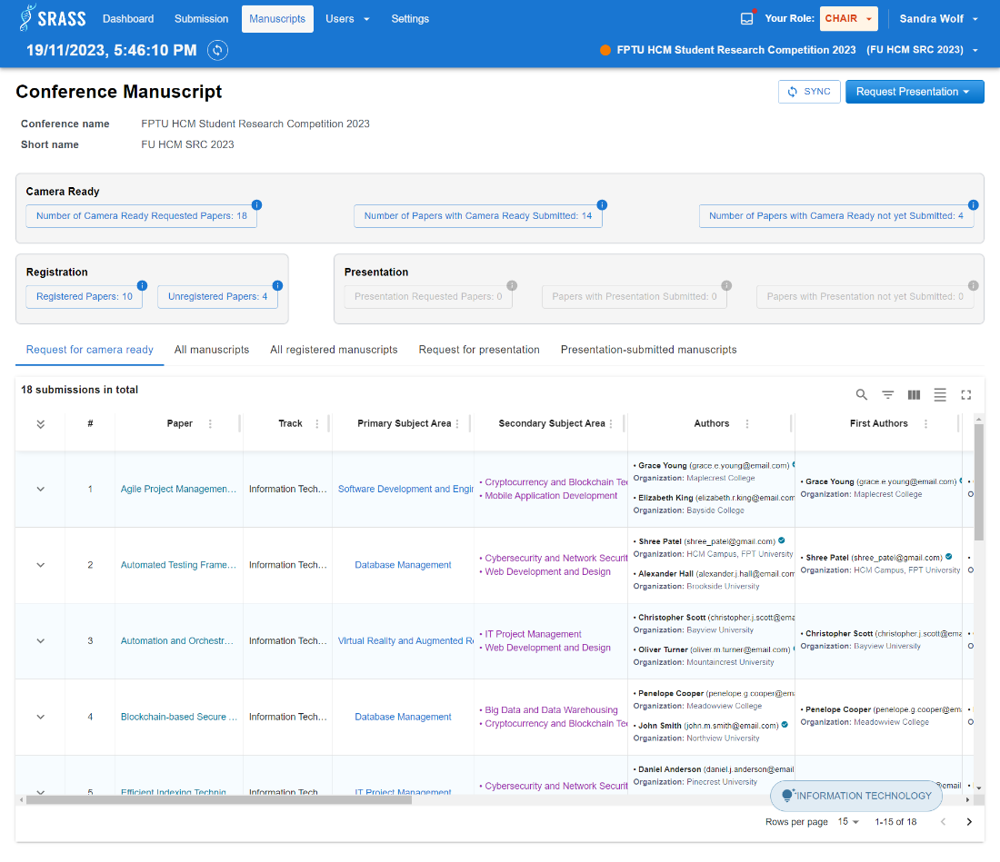 SRASS Dashboard Submission Manuscripts Users Settings Your Role: CHAIR Sandra Wolf
19/11/2023, 5:46:10 PM FPTU HCM Student Research Competition 2023 (FU HCM SRC 2023)
Conference Manuscript SYNC Request Presentation
Conference name FPTU HCM Student Research Competition 2023
Short name FU HCM SRC 2023
Camera Ready
Number of Camera Ready Requested Papers: 18 Number of Papers with Camera Ready Submitted: 14 Number of Papers with Camera Ready not yet Submitted: 4
Registration
Registered Papers: 10 Unregistered Papers: 4
Presentation
Presentation Requested Papers: 0 Papers with Presentation Submitted: 0 Papers with Presentation not yet Submitted: 0
Request for camera ready All manuscripts All registered manuscripts Request for presentation Presentation-submitted manuscripts
18 submissions in total
# Paper Track Primary Subject Area Secondary Subject Area Authors First Authors
1 Agile Project Managemen... Information Tech... Software Development and Engin
• Cryptocurrency and Blockchain Te
• Mobile Application Development
• Grace Young (grace.e.young@email.com)
Organization: Maplecrest College
• Elizabeth King (elizabeth.r.king@email.com
Organization: Bayside College
• Grace Young (grace.e.young@email.com)
Organization: Maplecrest College
2 Automated Testing Frame... Information Tech... Database Management
• Cybersecurity and Network Securit
• Web Development and Design
• Shree Patel (shree_patel@gmail.com)
Organization: HCM Campus, FPT University
• Alexander Hall (alexander.j.hall@email.com
Organization: Brookside University
• Shree Patel (shree_patel@gmail.com)
Organization: HCM Campus, FPT University
3 Automation and Orchestr... Information Tech... Virtual Reality and Augmented R
• IT Project Management
• Web Development and Design
• Christopher Scott (christopher.j.scott@ema
Organization: Bayview University
• Oliver Turner (oliver.m.turner@email.com)
Organization: Mountaincrest University
• Christopher Scott (christopher.j.scott@ema
Organization: Bayview University
4 Blockchain-based Secure ... Information Tech... Database Management
• Big Data and Data Warehousing
• Cryptocurrency and Blockchain Te
• Penelope Cooper (penelope.g.cooper@em
Organization: Meadowview College
• John Smith (john.m.smith@email.com)
Organization: Northview University
• Penelope Cooper (penelope.g.cooper@em
Organization: Meadowview College
5 Efficient Indexing Techniq Information Tech IT Project Management
• Cybersecurity and Network Securit
• Daniel Anderson (daniel.j.anderson@email
Organization: Pinecrest University
@email
INFORMATION TECHNOLOGY
Rows per page 15 1-15 of 18